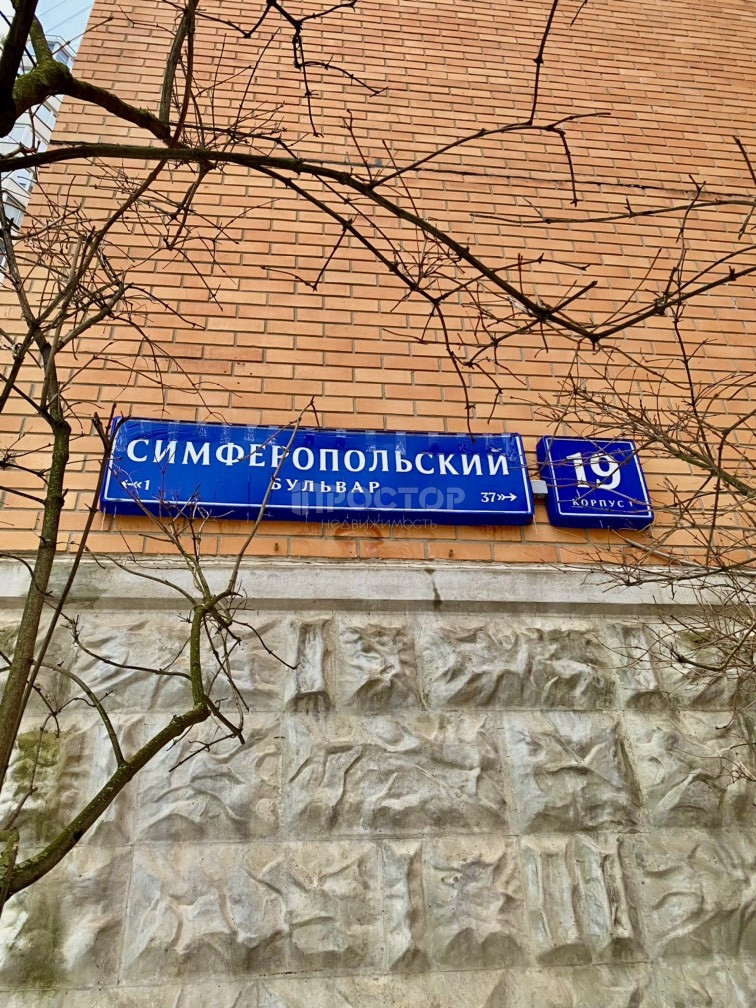 СИМФЕРОПОЛЬСКИЙ
БУЛЬВАР
←«1
37»→
19
КОРПУС 1
ПРОСТОР
НЕДВИЖИМОСТЬ